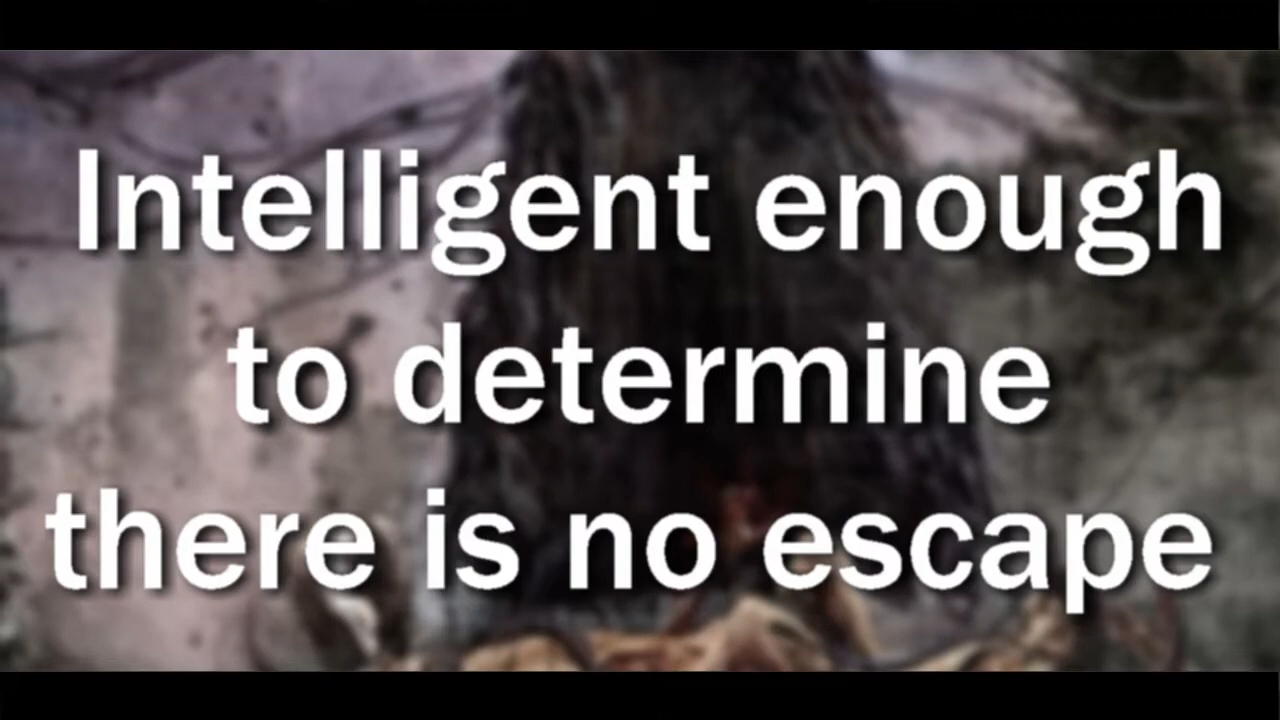 Intelligent enough
to determine
there is no escape